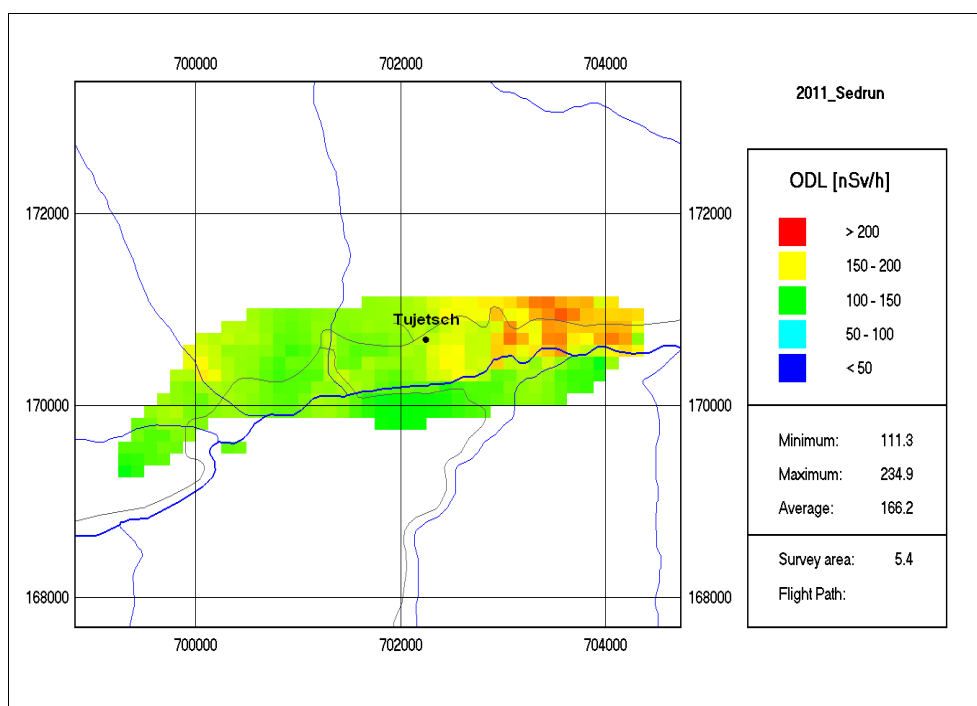 700000 702000 704000
2011_Sedrun
ODL [nSv/h]
> 200
150 - 200
100 - 150
50 - 100
< 50
172000 172000
Tujetsch
170000 170000
Minimum: 111.3
Maximum: 234.9
Average: 166.2
Survey area: 5.4
Flight Path:
168000 168000
700000 702000 704000